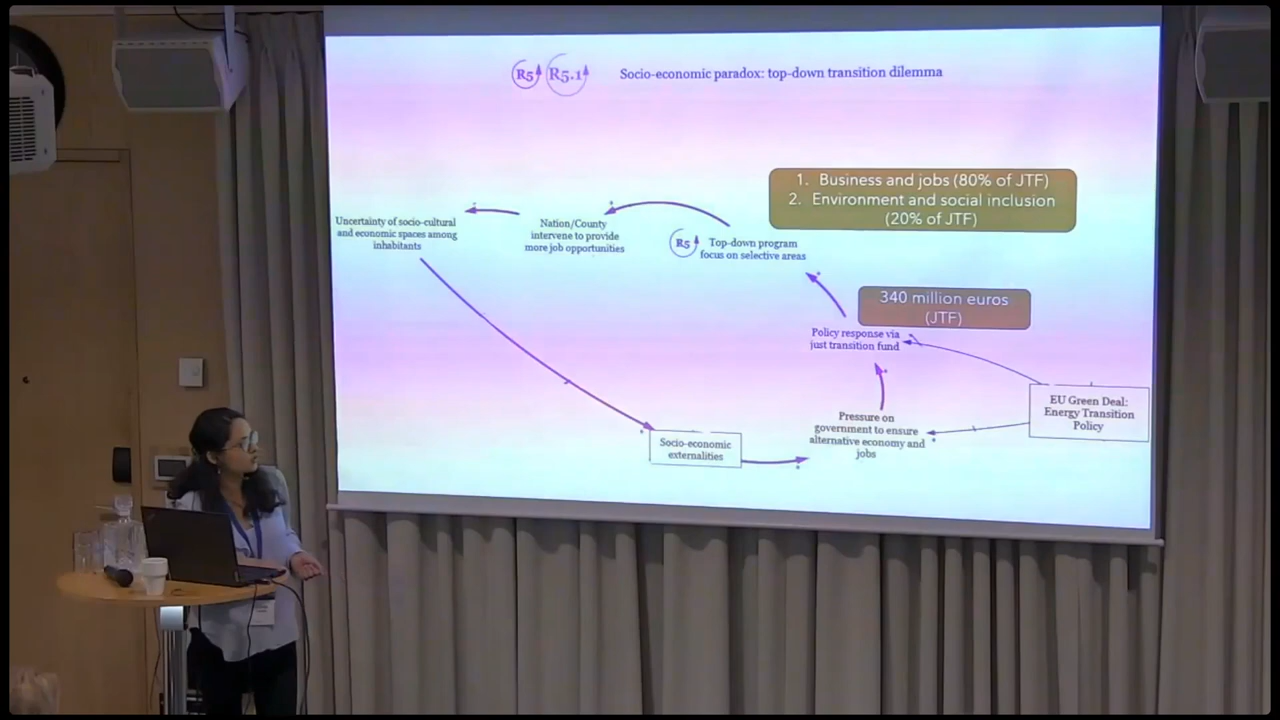 R5 R5.1 Socio-economic paradox: top-down transition dilemma
1. Business and jobs (80% of JTF)
2. Environment and social inclusion
(20% of JTF)
Uncertainty of socio-cultural
and economic spaces among
inhabitants
Nation/County
intervene to provide
more job opportunities
R5
Top-down program
focus on selective areas
340 million euros
(JTF)
Policy response via
just transition fund
EU Green Deal:
Energy Transition
Policy
Pressure on
government to ensure
alternative economy and
jobs
Socio-economic
externalities